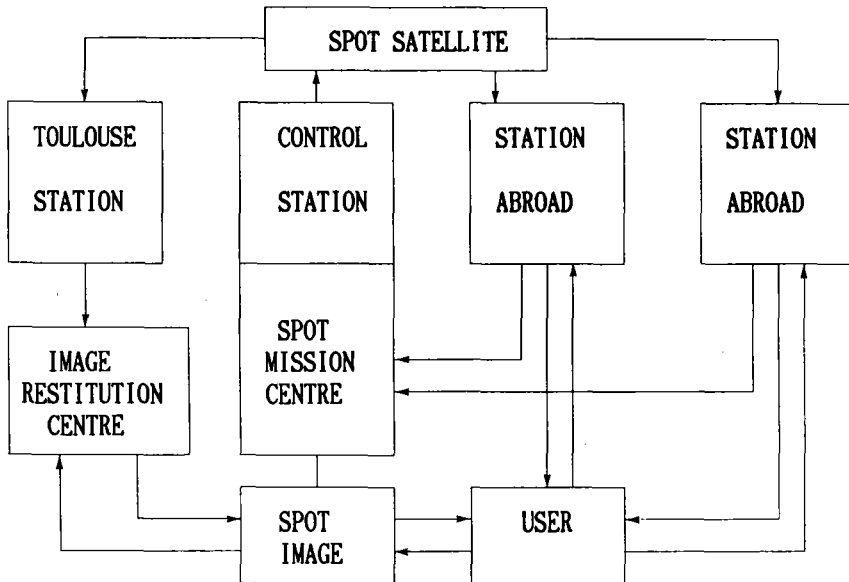 SPOT SATELLITE
TOULOUSE
STATION
CONTROL
STATION
STATION
ABROAD
STATION
ABROAD
IMAGE
RESTITUTION
CENTRE
SPOT
MISSION
CENTRE
SPOT
IMAGE
USER